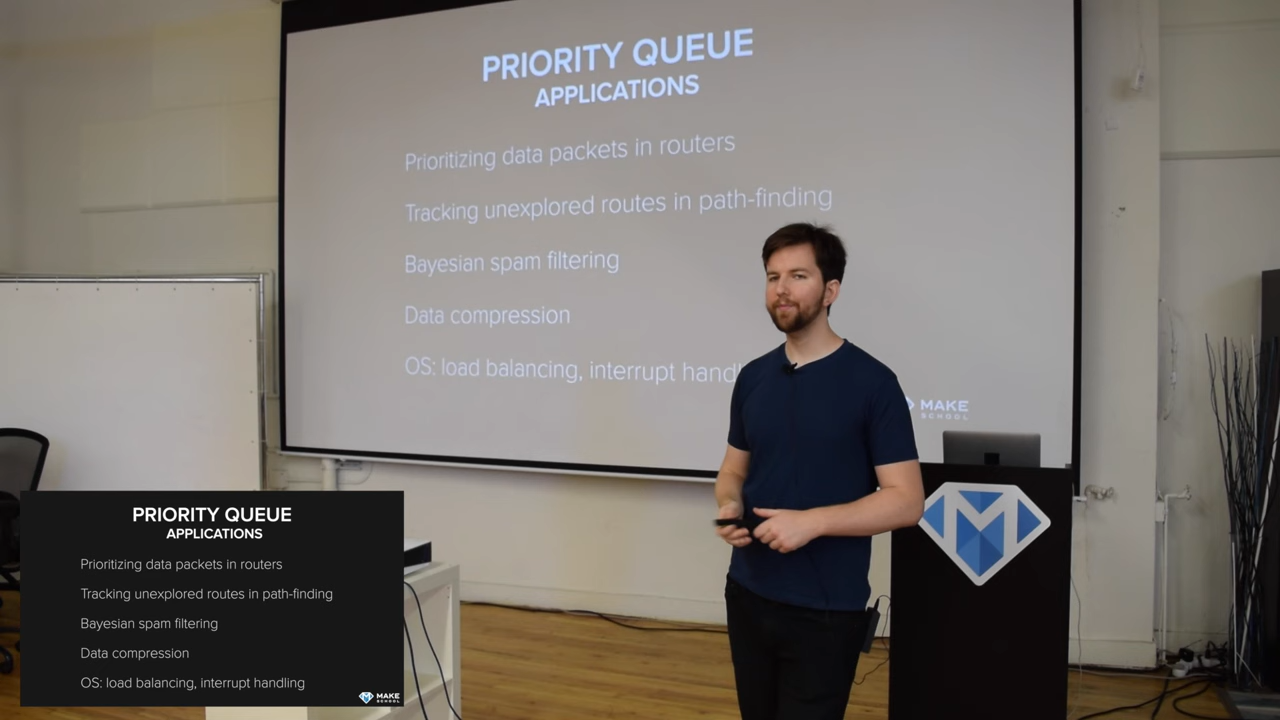 PRIORITY QUEUE
APPLICATIONS
Prioritizing data packets in routers
Tracking unexplored routes in path-finding
Bayesian spam filtering
Data compression
OS: load balancing, interrupt handl
MAKE
SCHOOL
M
PRIORITY QUEUE
APPLICATIONS
Prioritizing data packets in routers
Tracking unexplored routes in path-finding
Bayesian spam filtering
Data compression
OS: load balancing, interrupt handling
MAKE
SCHOOL